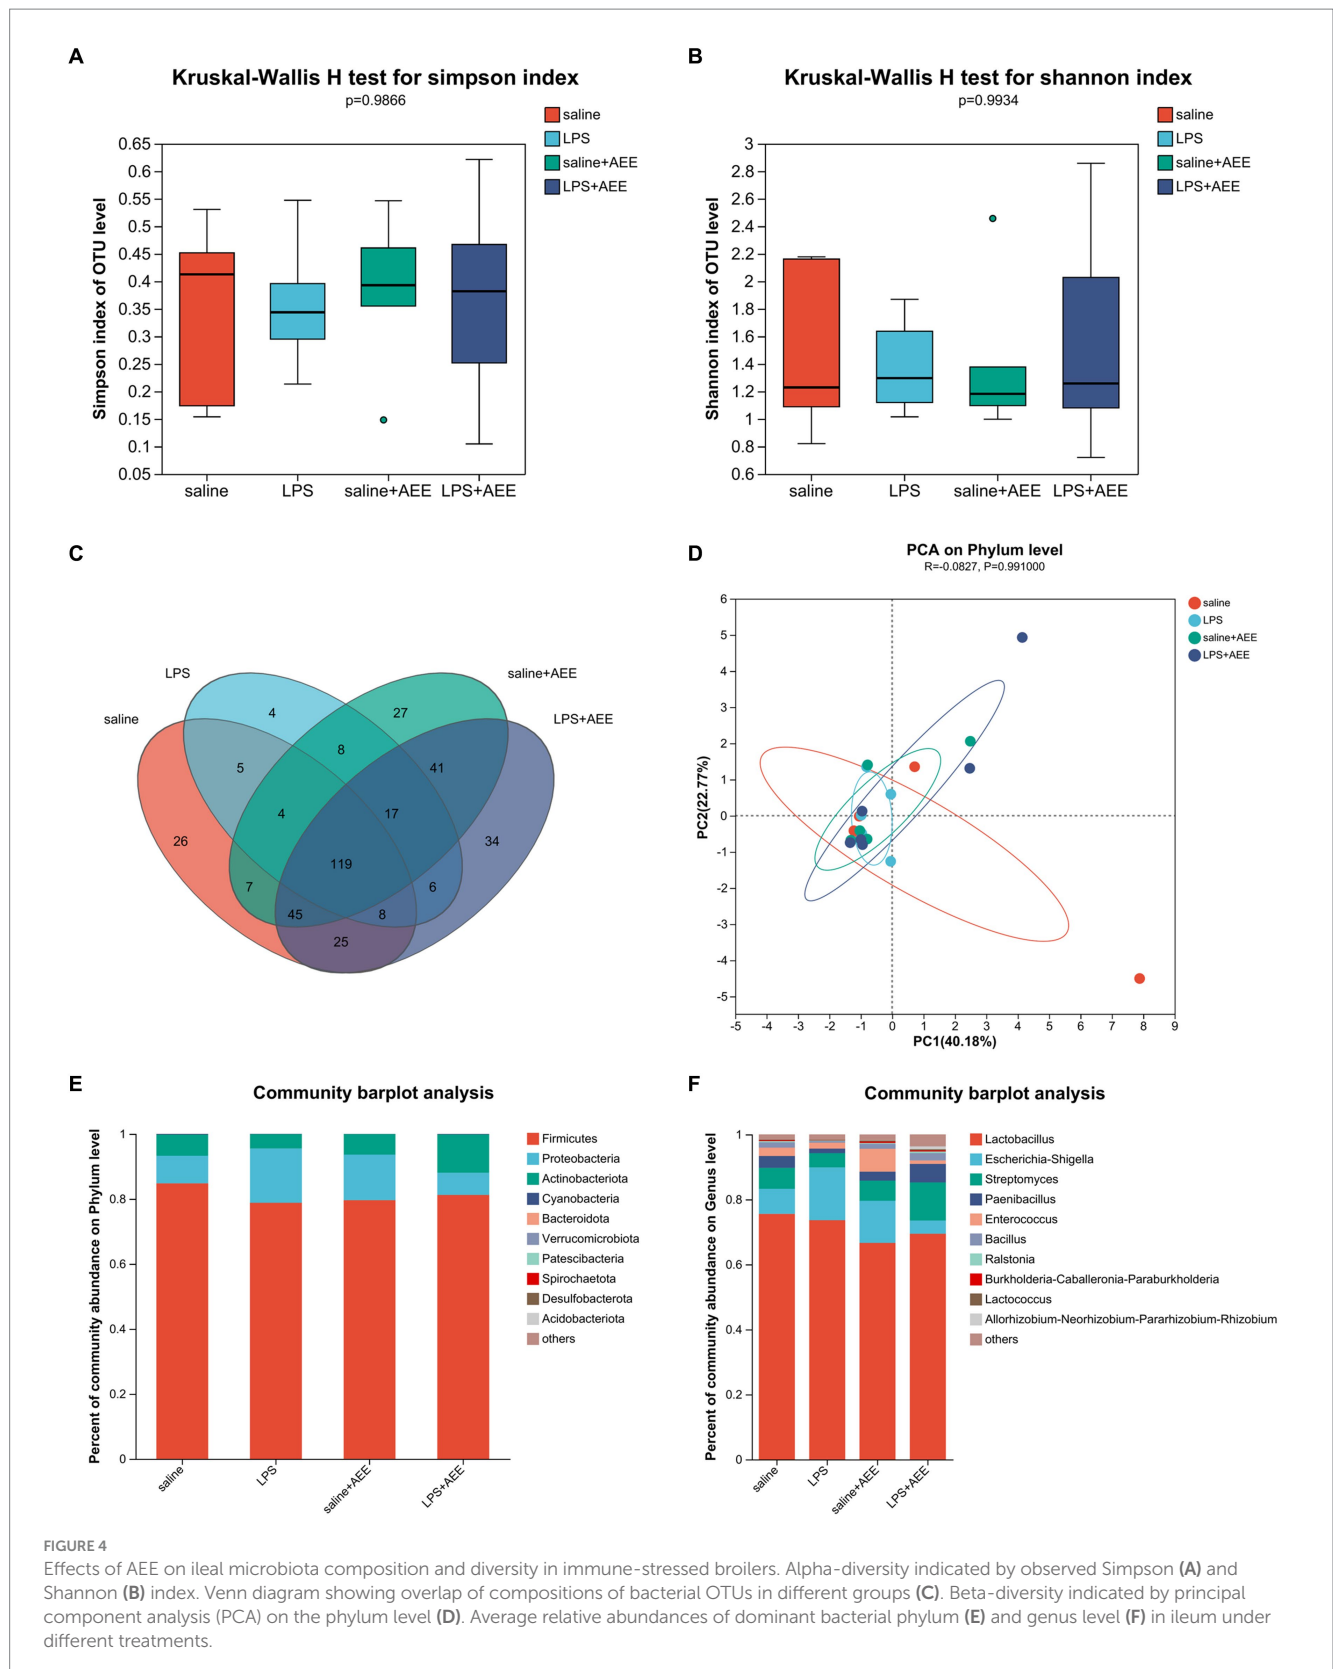 A
Kruskal-Wallis H test for simpson index
p=0.9866
saline
LPS
saline+AEE
LPS+AEE
Simpson index of OTU level
0.65
0.6
0.55
0.5
0.45
0.4
0.35
0.3
0.25
0.2
0.15
0.1
0.05
saline LPS saline+AEE LPS+AEE
B
Kruskal-Wallis H test for shannon index
p=0.9934
saline
LPS
saline+AEE
LPS+AEE
Shannon index of OTU level
3
2.8
2.6
2.4
2.2
2
1.8
1.6
1.4
1.2
1
0.8
0.6
saline LPS saline+AEE LPS+AEE
C
LPS
saline+AEE
saline
LPS+AEE
4
27
8
5
41
4
17
26
34
119
7
6
45
8
25
D
PCA on Phylum level
R=-0.0827, P=0.991000
saline
LPS
saline+AEE
LPS+AEE
PC2(22.77%)
6
5
4
3
2
1
0
-1
-2
-3
-4
-5
-5 -4 -3 -2 -1 0 1 2 3 4 5 6 7 8 9
PC1(40.18%)
E
Community barplot analysis
Percent of community abundance on Phylum level
1
0.8
0.6
0.4
0.2
0
saline LPS saline+AEE LPS+AEE
Firmicutes
Proteobacteria
Actinobacteriota
Cyanobacteria
Bacteroidota
Verrucomicrobiota
Patescibacteria
Spirochaetota
Desulfobacterota
Acidobacteriota
others
F
Community barplot analysis
Percent of community abundance on Genus level
1
0.8
0.6
0.4
0.2
0
saline LPS saline+AEE LPS+AEE
Lactobacillus
Escherichia-Shigella
Streptomyces
Paenibacillus
Enterococcus
Bacillus
Ralstonia
Burkholderia-Caballeronia-Paraburkholderia
Lactococcus
Allorhizobium-Neorhizobium-Pararhizobium-Rhizobium
others
FIGURE 4
Effects of AEE on ileal microbiota composition and diversity in immune-stressed broilers. Alpha-diversity indicated by observed Simpson (A) and
Shannon (B) index. Venn diagram showing overlap of compositions of bacterial OTUs in different groups (C). Beta-diversity indicated by principal
component analysis (PCA) on the phylum level (D). Average relative abundances of dominant bacterial phylum (E) and genus level (F) in ileum under
different treatments.